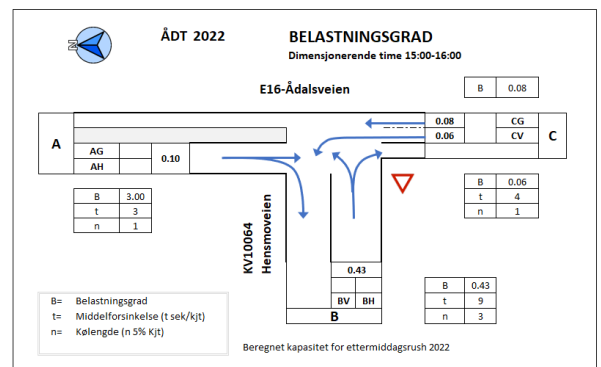 N
ÅDT 2022
BELASTNINGSGRAD
Dimensjonerende time 15:00-16:00
E16-Ådalsveien
B 0.08
A
AG
AH
0.10
0.08 CG
0.06 CV
C
B 3.00
t 3
n 1
B 0.06
t 4
n 1
KV10064
Hensmoveien
0.43
BV BH
B
B 0.43
t 9
n 3
B= Belastningsgrad
t= Middelforsinkelse (t sek/kjt)
n= Kølengde (n 5% Kjt)
Beregnet kapasitet for ettermiddagsrush 2022